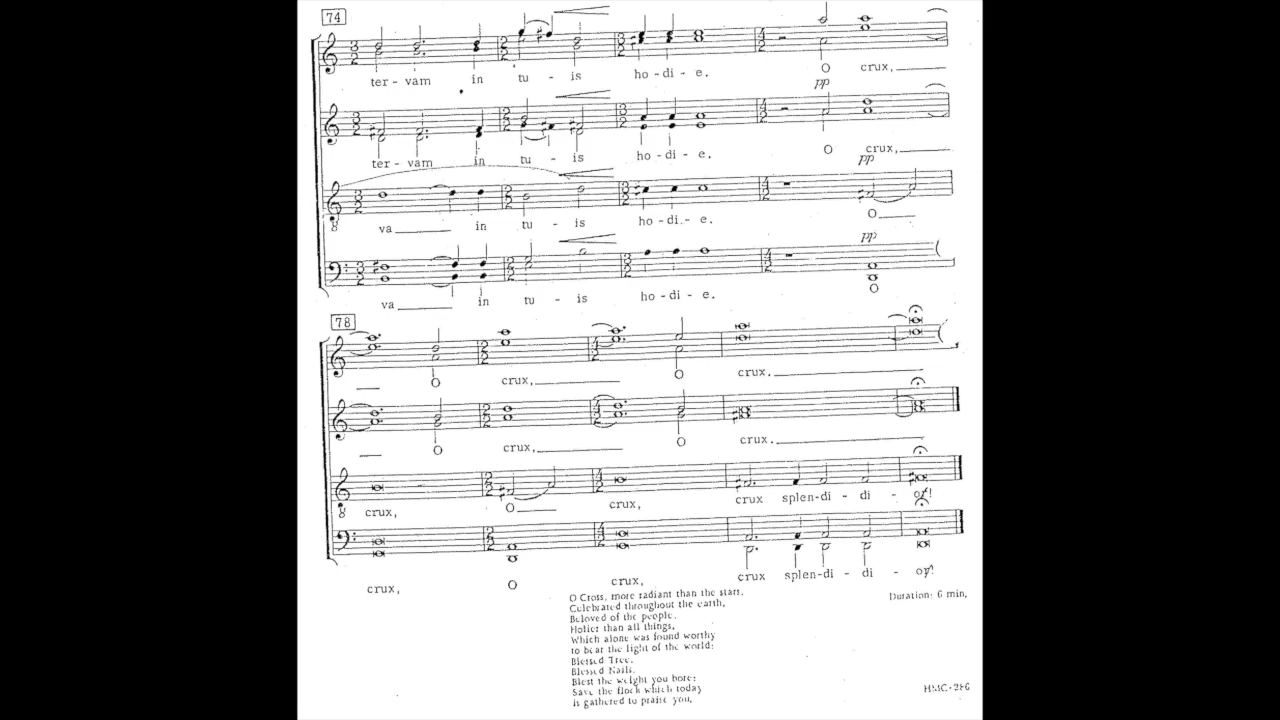 74
ter - vam in tu - is ho - di - e. O crux,
pp
ter - vam in tu - is ho - di - e. O crux,
pp
va in tu - is ho - di - e. O
pp
va in tu - is ho - di - e. O
78
O crux, O crux.
O crux, O crux.
crux, O crux, crux splen-di - di - or!
crux, O crux, crux splen-di - di - or!
O Cross, more radiant than the stars,
Celebrated throughout the earth,
Beloved of the people,
Holier than all things,
Which alone was found worthy
to bear the light of the world:
Blessed Tree,
Blessed Nails,
Blest the weight you bore:
Save the flock which today
is gathered to praise you.
Duration: 6 min.
HMC-286